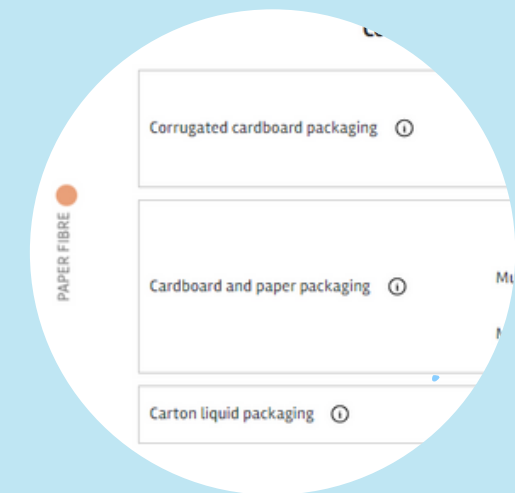 Corrugated cardboard packaging
PAPER FIBRE
Cardboard and paper packaging
Carton liquid packaging